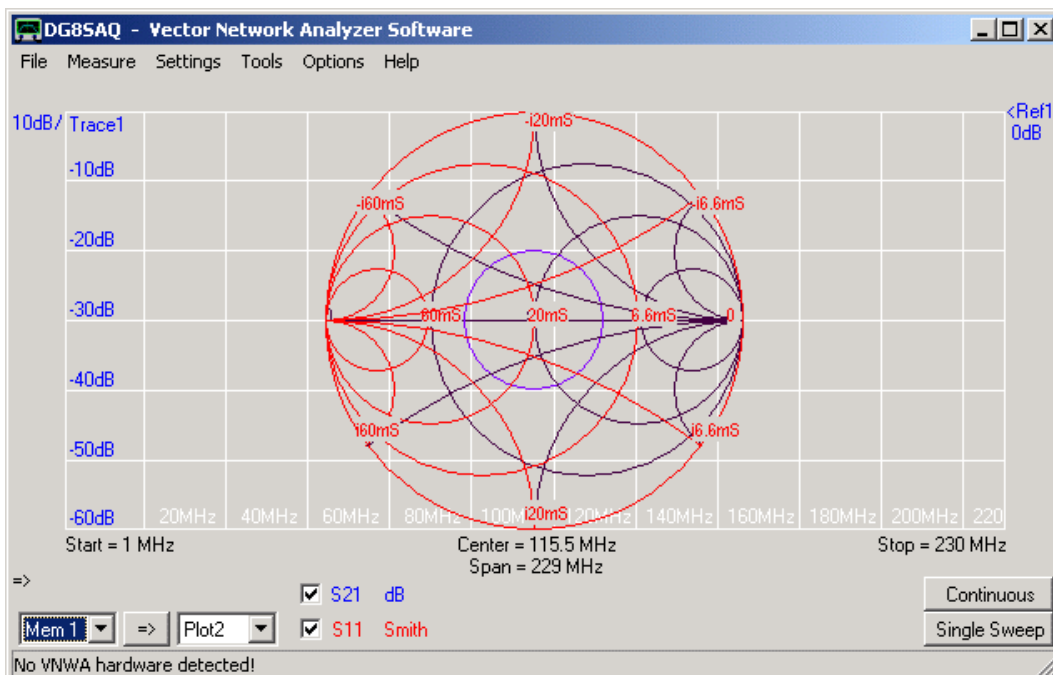 DG8SAQ - Vector Network Analyzer Software
File Measure Settings Tools Options Help
10dB/ Trace1
<Ref1
0dB
-i20mS
-10dB
-i60mS
-i6.6mS
-20dB
-30dB
60mS
20mS
6.6mS
0
-40dB
i60mS
i6.6mS
-50dB
-60dB
20MHz 40MHz 60MHz 80MHz i20mS 140MHz 160MHz 180MHz 200MHz 220
Start = 1 MHz
Center = 115.5 MHz
Stop = 230 MHz
Span = 229 MHz
=>
S21 dB
Continuous
Mem 1 => Plot2
S11 Smith
Single Sweep
No VNWA hardware detected!